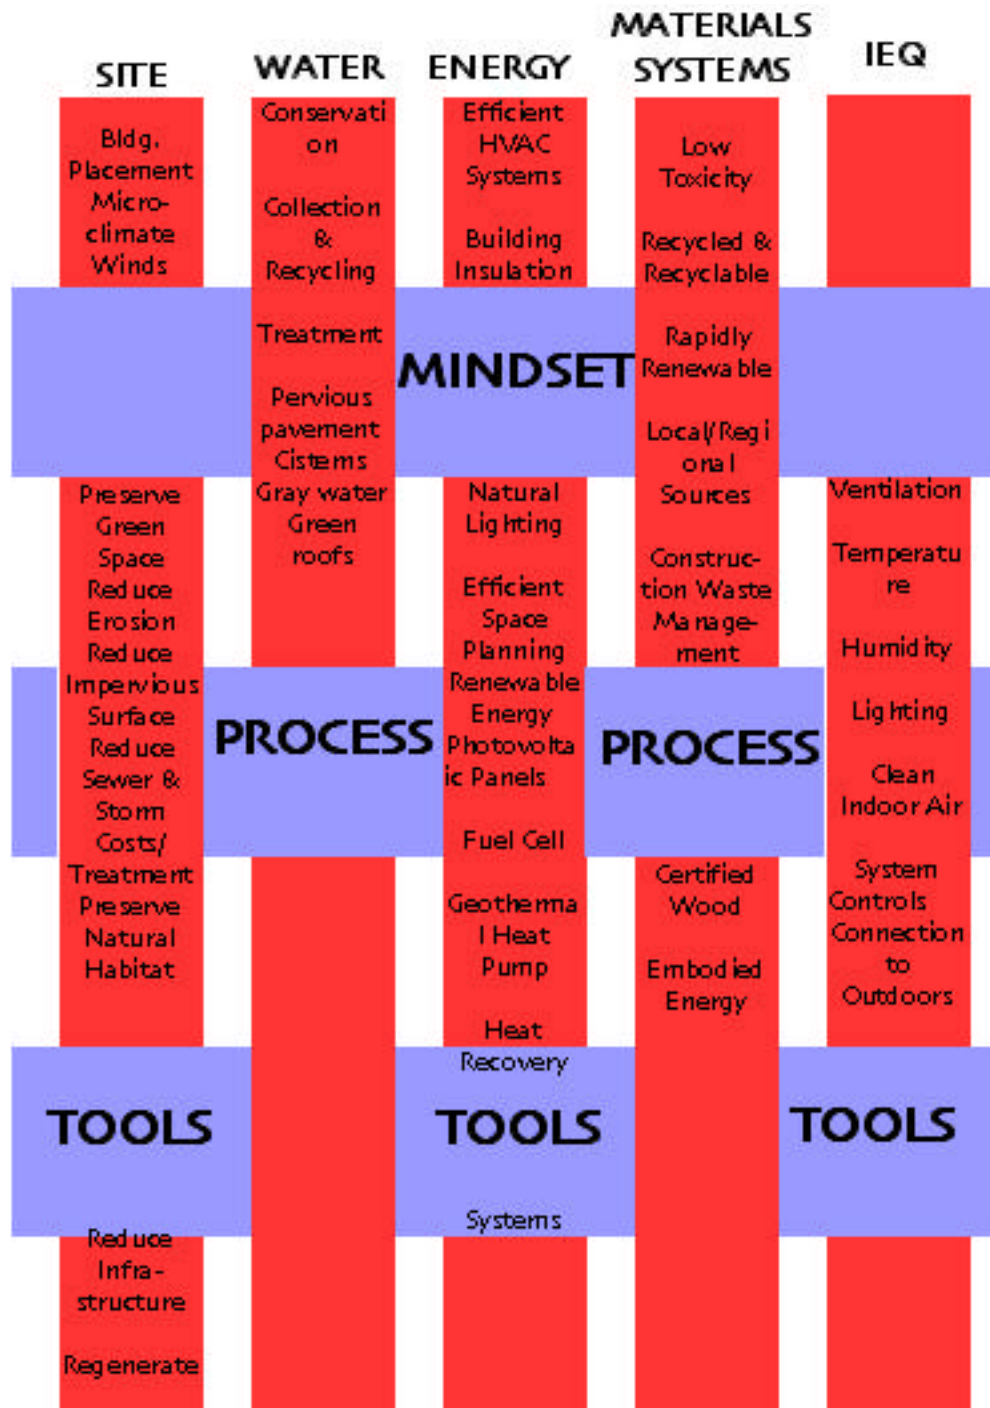 SITE
Bldg.
Placement
Micro-
climate
Winds
Preserve
Green
Space
Reduce
Erosion
Reduce
Impervious
Surface
Reduce
Sewer &
Storm
Costs/
Treatment
Preserve
Natural
Habitat
Reduce
Infra-
structure
Regenerate
WATER
Conservati
on
Collection
&
Recycling
Treatment
Pervious
pavement
Cisterns
Gray water
Green
roofs
ENERGY
Efficient
HVAC
Systems
Building
Insulation
Natural
Lighting
Efficient
Space
Planning
Renewable
Energy
Photovolta
ic Panels
Fuel Cell
Geotherma
l Heat
Pump
Heat
Recovery
Systems
MATERIALS
SYSTEMS
Low
Toxicity
Recycled &
Recyclable
Rapidly
Renewable
Local/Regi
onal
Sources
Construc-
tion Waste
Manage-
ment
Certified
Wood
Embodied
Energy
IEQ
Ventilation
Temperatu
re
Humidity
Lighting
Clean
Indoor Air
System
Controls
Connection
to
Outdoors
MINDSET
PROCESS
PROCESS
TOOLS
TOOLS
TOOLS